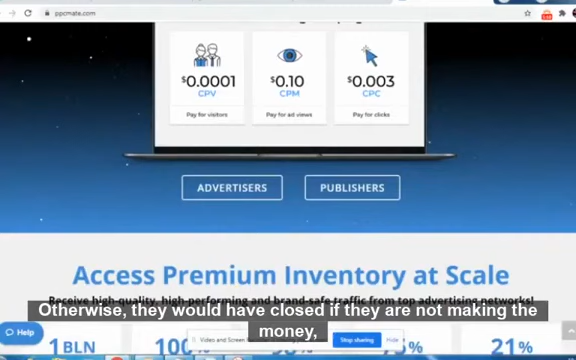 ppcmate.com
$0.0001
$0.10
$0.003
CPV
CPM
CPC
Pay for visitors
Pay for ad views
Pay for clicks
ADVERTISERS
PUBLISHERS
Access Premium Inventory at Scale
Receive high-quality, high-performing and brand-safe traffic from top advertising networks!
Otherwise, they would have closed if they are not making the
money,
Help
Video and Screen
Stop sharing
Hide
1BLN
21%